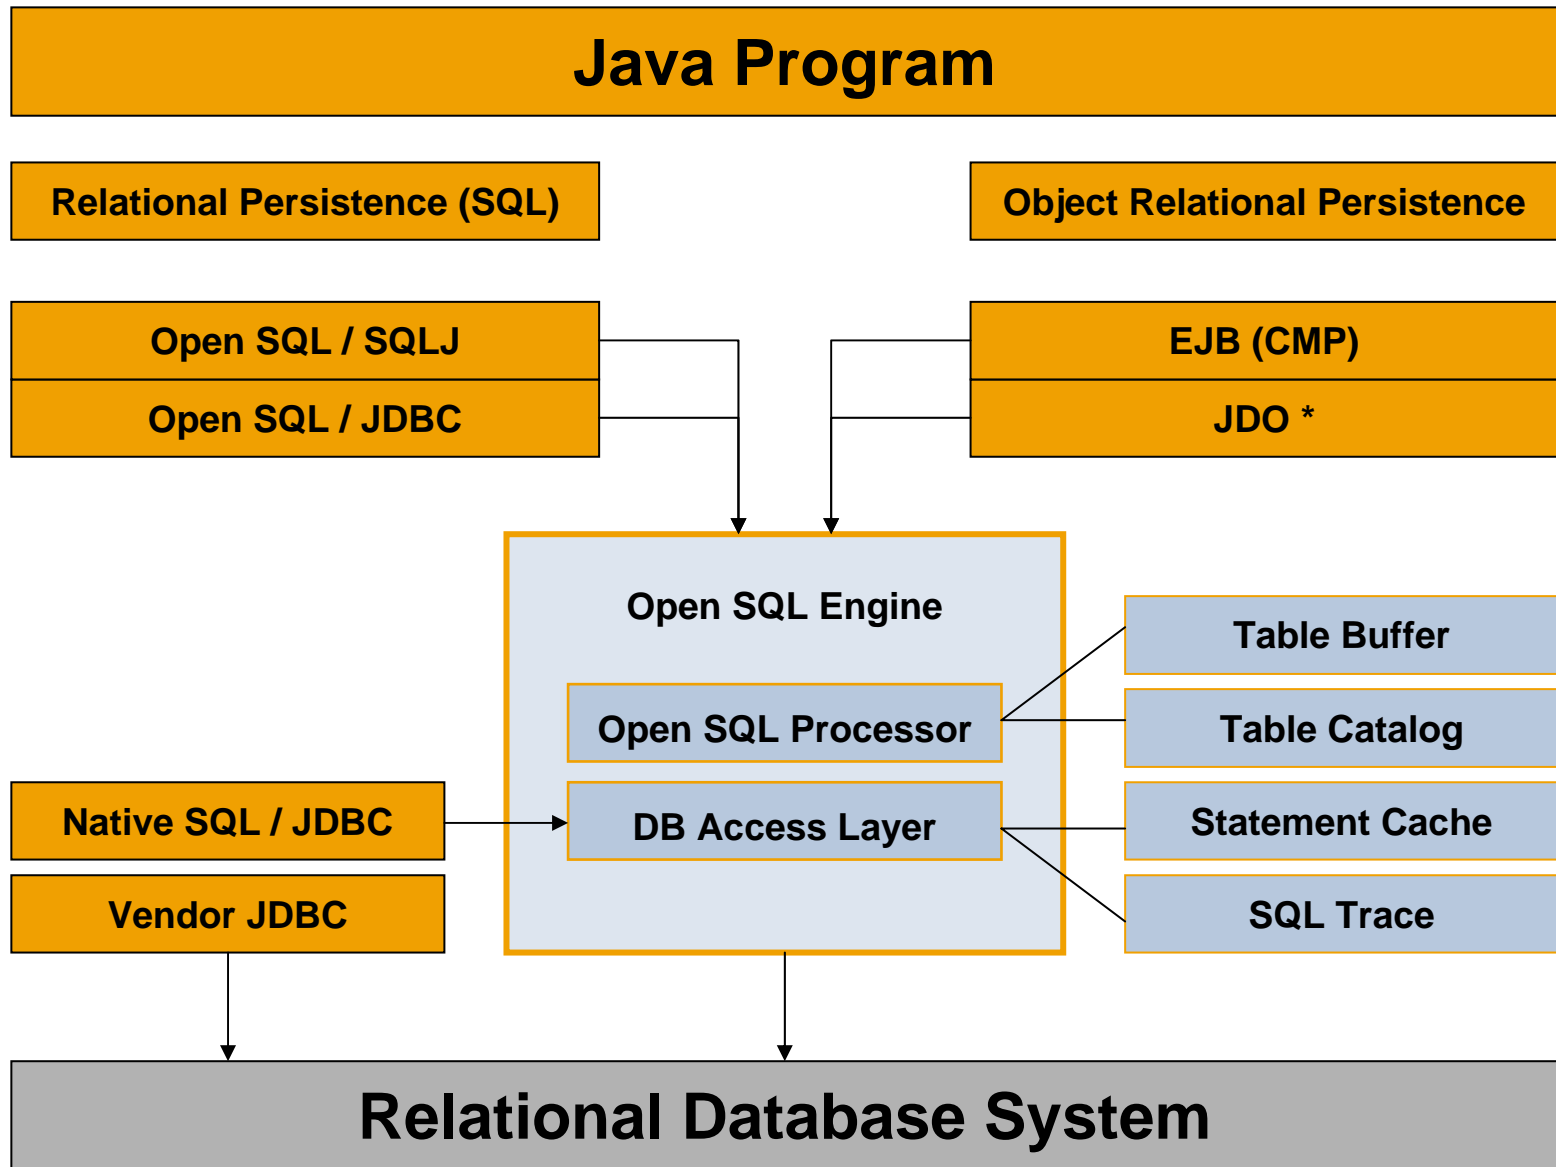 Java Program
Relational Persistence (SQL)
Object Relational Persistence
Open SQL / SQLJ
EJB (CMP)
Open SQL / JDBC
JDO *
Open SQL Engine
Table Buffer
Open SQL Processor
Table Catalog
Native SQL / JDBC
DB Access Layer
Statement Cache
Vendor JDBC
SQL Trace
Relational Database System